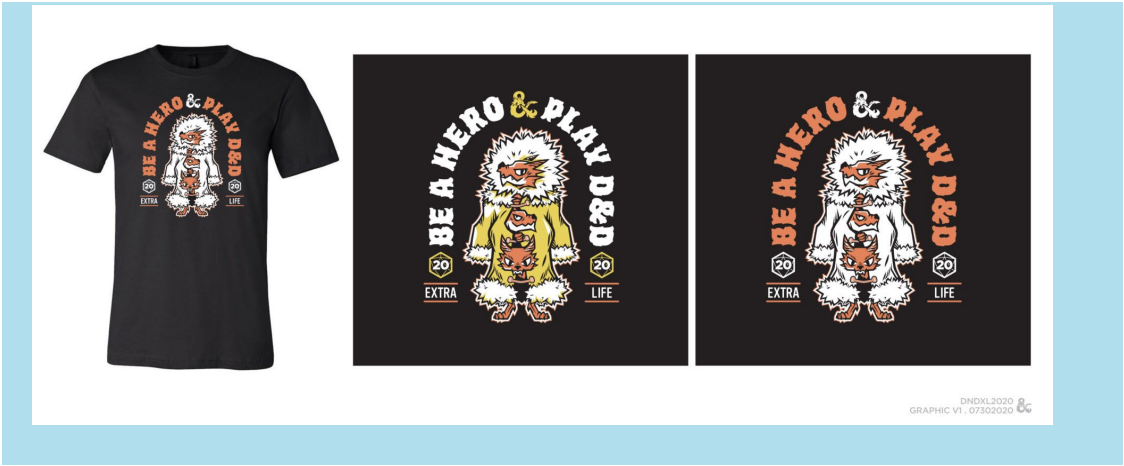 BE A HERO & PLAY D&D
20
20
EXTRA
LIFE
BE A HERO & PLAY D&D
20
20
EXTRA
LIFE
BE A HERO & PLAY D&D
20
20
EXTRA
LIFE
DNDXL2020
GRAPHIC V1 . 07302020 &